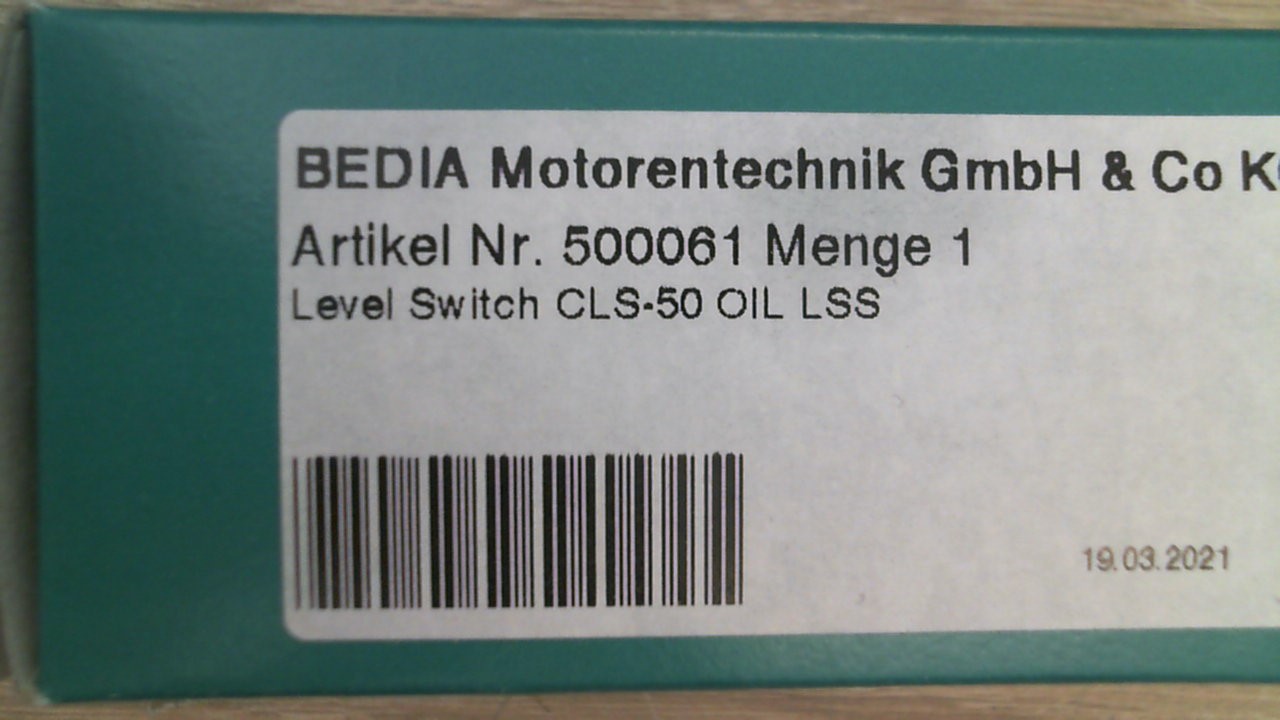 BEDIA Motorentechnik GmbH & Co
Artikel Nr. 500061 Menge 1
Level Switch CLS-50 OIL LSS
19.03.2021